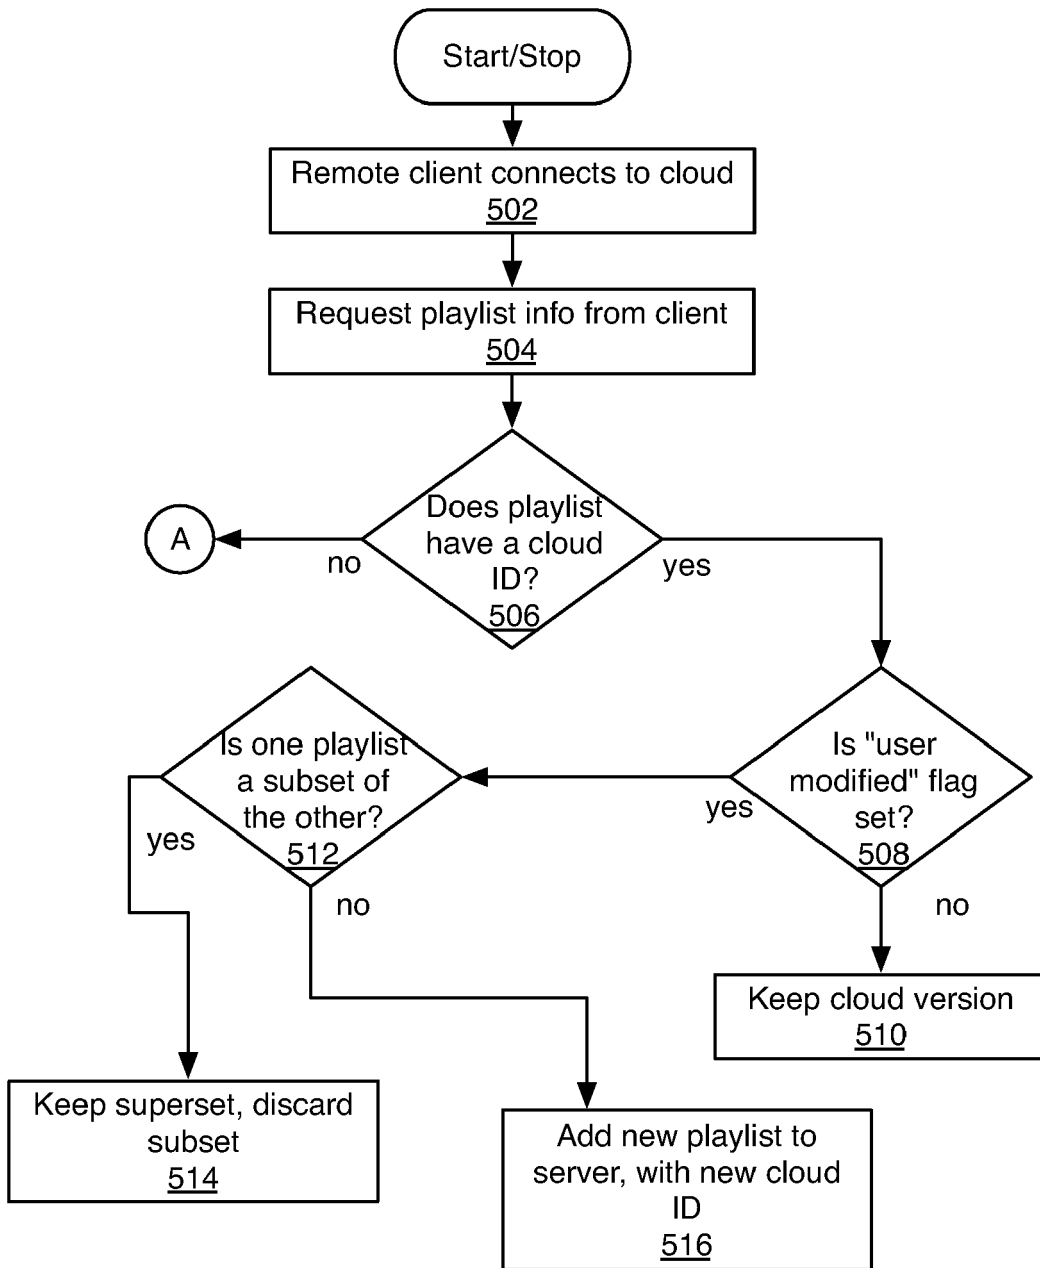 Start/Stop
Remote client connects to cloud
502
Request playlist info from client
504
Does playlist
have a cloud
ID?
506
A
no
yes
Is "user
modified" flag
set?
508
yes
no
Is one playlist
a subset of
the other?
512
yes
no
Keep cloud version
510
Keep superset, discard
subset
514
Add new playlist to
server, with new cloud
ID
516